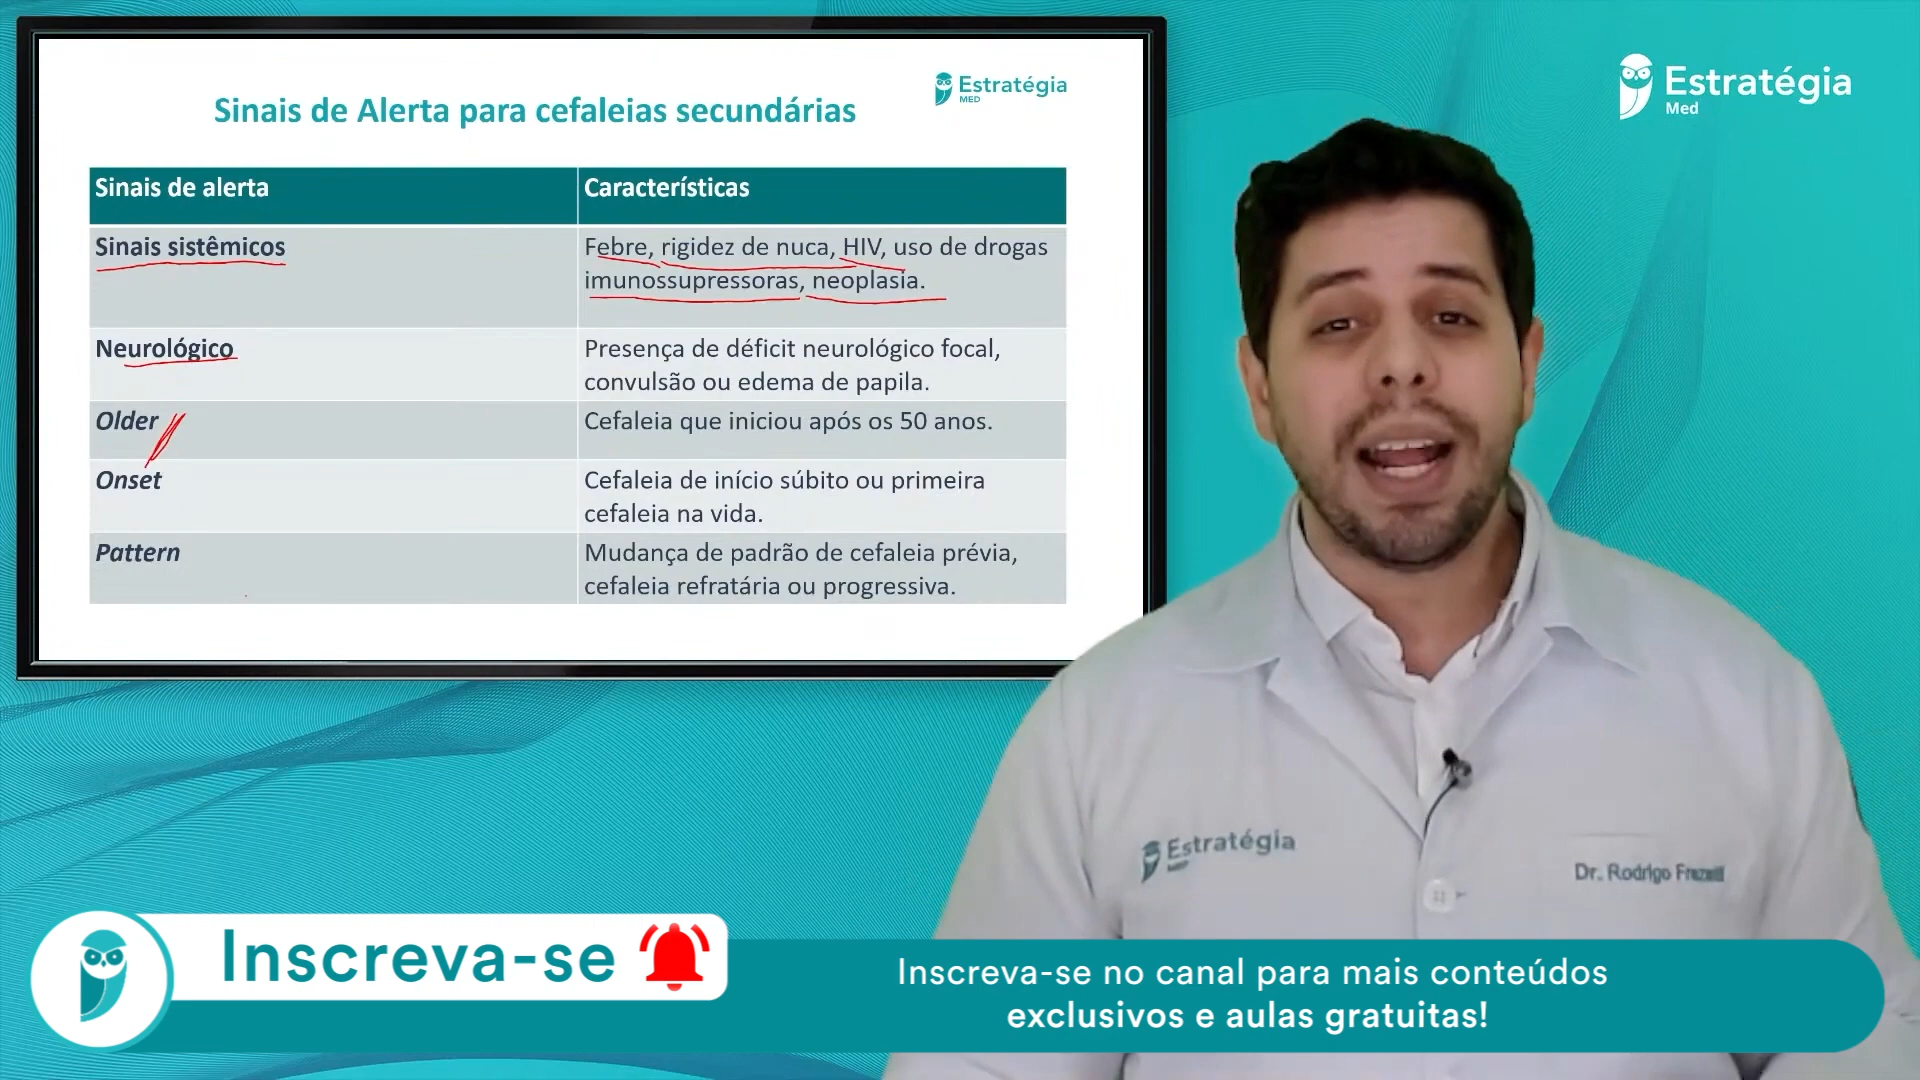 Estratégia
MED
Sinais de Alerta para cefaleias secundárias
Sinais de alerta
Características
Sinais sistêmicos
Febre, rigidez de nuca, HIV, uso de drogas
imunossupressoras, neoplasia.
Neurológico
Presença de déficit neurológico focal,
convulsão ou edema de papila.
Older
Cefaleia que iniciou após os 50 anos.
Onset
Cefaleia de início súbito ou primeira
cefaleia na vida.
Pattern
Mudança de padrão de cefaleia prévia,
cefaleia refratária ou progressiva.
Estratégia
Med
Estratégia
Dr. Rodrigo
Inscreva-se
Inscreva-se no canal para mais conteúdos
exclusivos e aulas gratuitas!